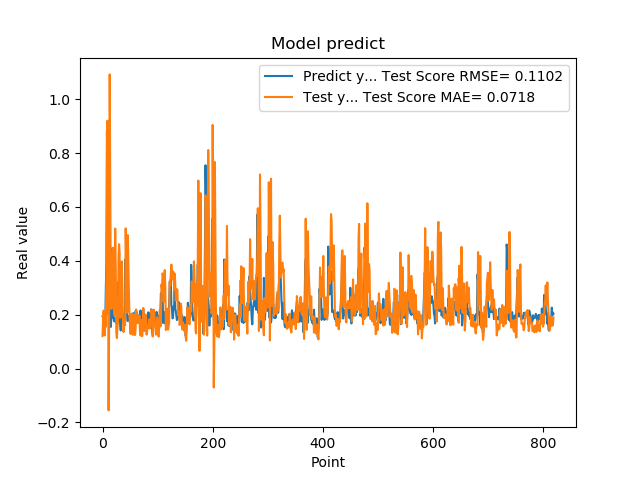 Model predict
Predict y... Test Score RMSE= 0.1102
Test y... Test Score MAE= 0.0718
Real value
1.0
0.8
0.6
0.4
0.2
0.0
−0.2
0
200
400
600
800
Point